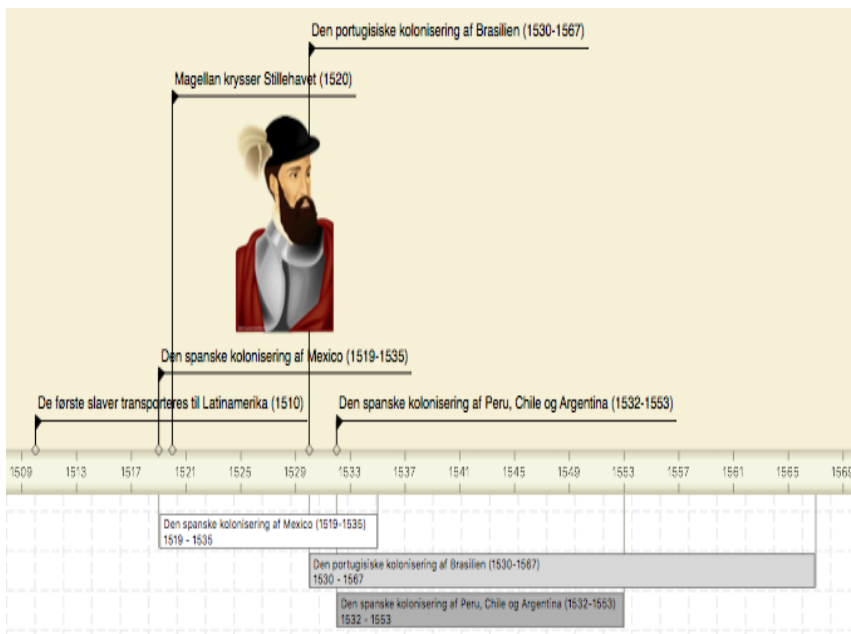 Den portugisiske kolonisering af Brasilien (1530-1567)
Magellan krysser Stillehavet (1520)
Den spanske kolonisering af Mexico (1519-1535)
De første slaver transporteres til Latinamerika (1510)
Den spanske kolonisering af Peru, Chile og Argentina (1532-1553)
1509 1513 1517 1521 1525 1529 1533 1537 1541 1545 1549 1553 1557 1561 1565 1569
Den spanske kolonisering af Mexico (1519-1535)
1519 - 1535
Den portugisiske kolonisering af Brasilien (1530-1567)
1530 - 1567
Den spanske kolonisering af Peru, Chile og Argentina (1532-1553)
1532 - 1553